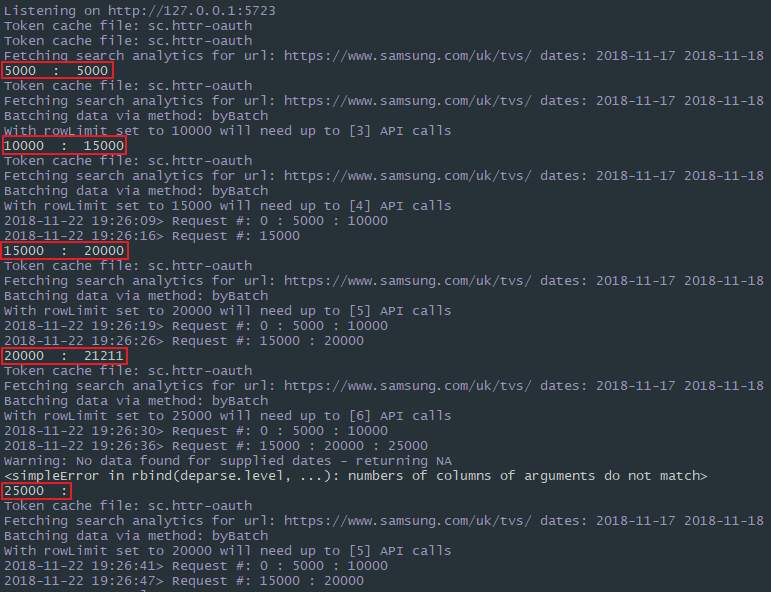 Listening on http://127.0.0.1:5723
Token cache file: sc.httr-oauth
Token cache file: sc.httr-oauth
Fetching search analytics for url: https://www.samsung.com/uk/tvs/ dates: 2018-11-17 2018-11-18
5000  :  5000
Token cache file: sc.httr-oauth
Fetching search analytics for url: https://www.samsung.com/uk/tvs/ dates: 2018-11-17 2018-11-18
Batching data via method: byBatch
With rowLimit set to 10000 will need up to [3] API calls
10000  :  15000
Token cache file: sc.httr-oauth
Fetching search analytics for url: https://www.samsung.com/uk/tvs/ dates: 2018-11-17 2018-11-18
Batching data via method: byBatch
With rowLimit set to 15000 will need up to [4] API calls
2018-11-22 19:26:09> Request #: 0 : 5000 : 10000
2018-11-22 19:26:16> Request #: 15000
15000  :  20000
Token cache file: sc.httr-oauth
Fetching search analytics for url: https://www.samsung.com/uk/tvs/ dates: 2018-11-17 2018-11-18
Batching data via method: byBatch
With rowLimit set to 20000 will need up to [5] API calls
2018-11-22 19:26:19> Request #: 0 : 5000 : 10000
2018-11-22 19:26:26> Request #: 15000 : 20000
20000  :  21211
Token cache file: sc.httr-oauth
Fetching search analytics for url: https://www.samsung.com/uk/tvs/ dates: 2018-11-17 2018-11-18
Batching data via method: byBatch
With rowLimit set to 25000 will need up to [6] API calls
2018-11-22 19:26:30> Request #: 0 : 5000 : 10000
2018-11-22 19:26:36> Request #: 15000 : 20000 : 25000
Warning: No data found for supplied dates - returning NA
<simpleError in rbind(deparse.level, ...): numbers of columns of arguments do not match>
25000  :
Token cache file: sc.httr-oauth
Fetching search analytics for url: https://www.samsung.com/uk/tvs/ dates: 2018-11-17 2018-11-18
Batching data via method: byBatch
With rowLimit set to 20000 will need up to [5] API calls
2018-11-22 19:26:41> Request #: 0 : 5000 : 10000
2018-11-22 19:26:47> Request #: 15000 : 20000